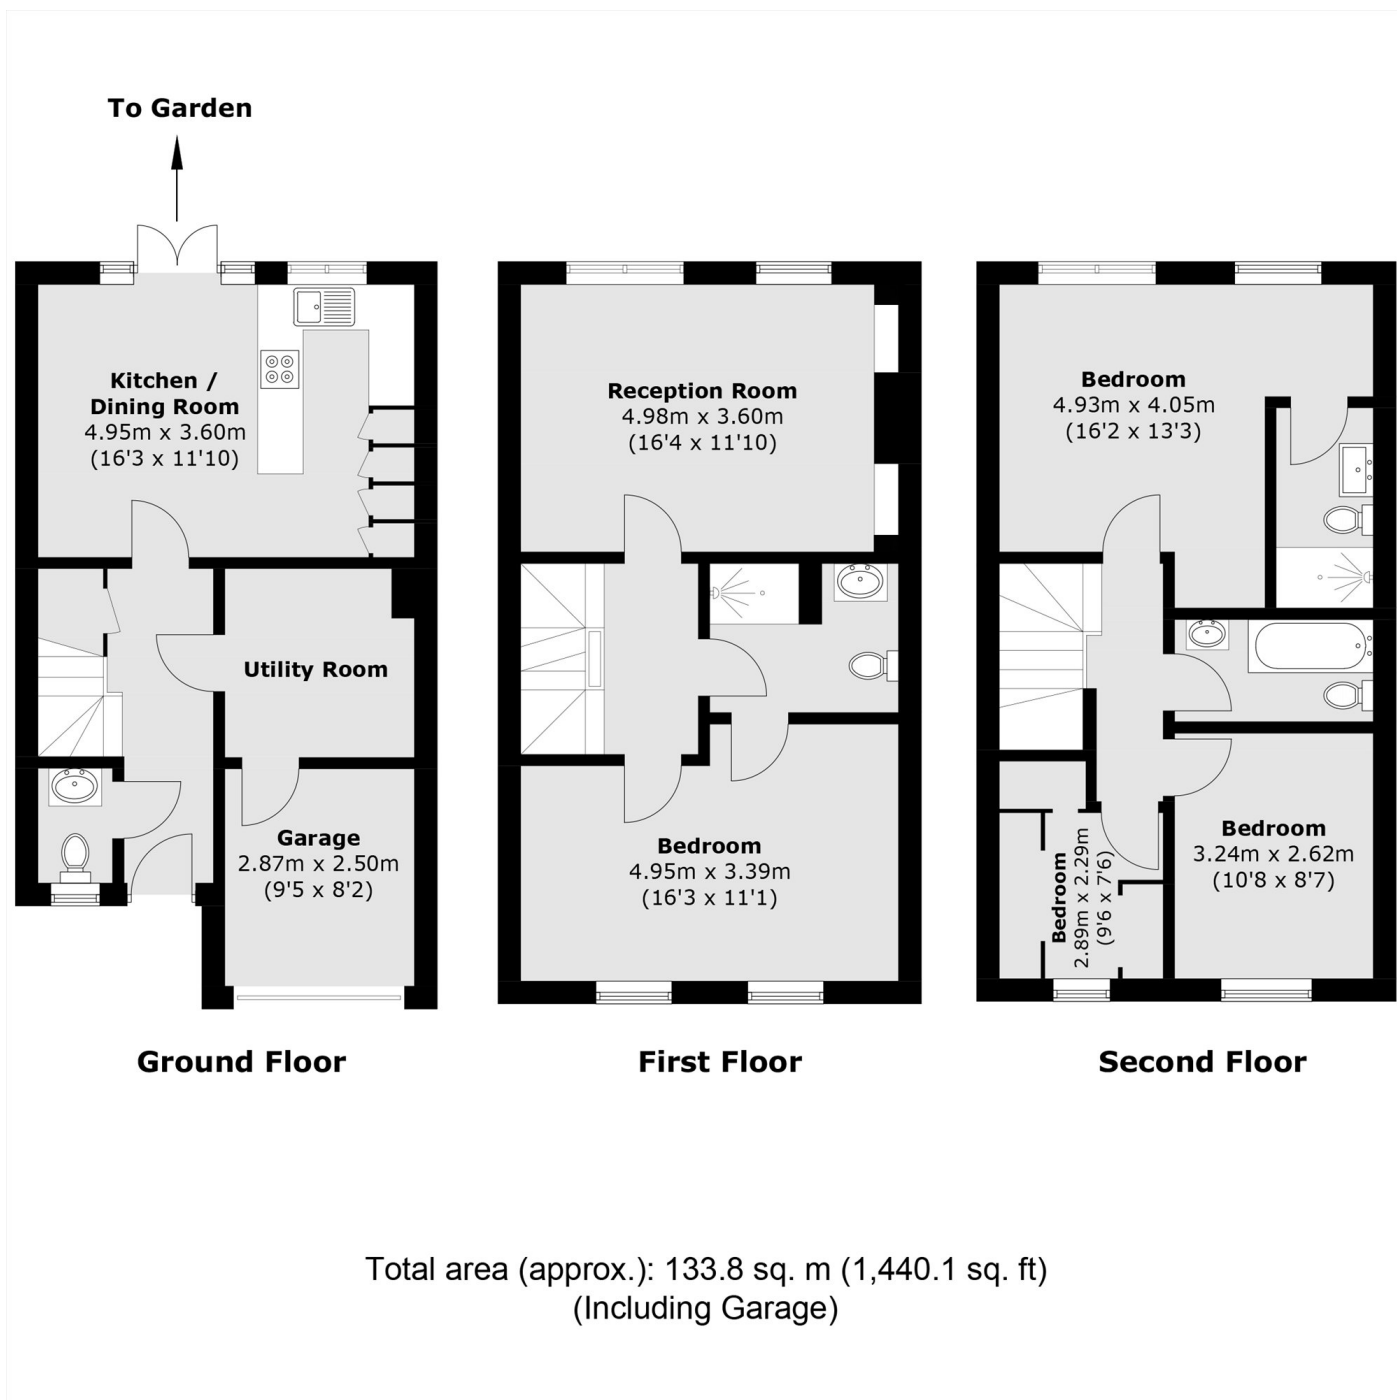 To Garden
Kitchen /
Dining Room
4.95m x 3.60m
(16'3 x 11'10)
Utility Room
Garage
2.87m x 2.50m
(9'5 x 8'2)
Ground Floor
Reception Room
4.98m x 3.60m
(16'4 x 11'10)
Bedroom
4.95m x 3.39m
(16'3 x 11'1)
First Floor
Bedroom
4.93m x 4.05m
(16'2 x 13'3)
Bedroom
2.89m x 2.29m
(9'6 x 7'6)
Bedroom
3.24m x 2.62m
(10'8 x 8'7)
Second Floor
Total area (approx.): 133.8 sq. m (1,440.1 sq. ft)
(Including Garage)